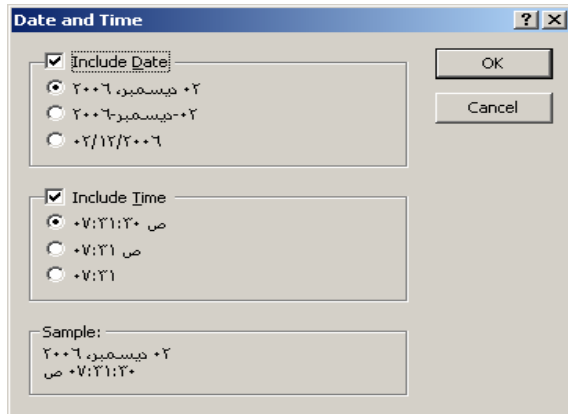 Date and Time
Include Date
٠٢ ديسمبر، ٢٠٠٦
٠٢-ديسمبر-٢٠٠٦
٠٢/١٢/٢٠٠٦
Include Time
٠٧:٣١:٣٠ ص
٠٧:٣١ ص
٠٧:٣١
Sample:
٠٢ ديسمبر، ٢٠٠٦
٠٧:٣١:٣٠ ص
OK
Cancel